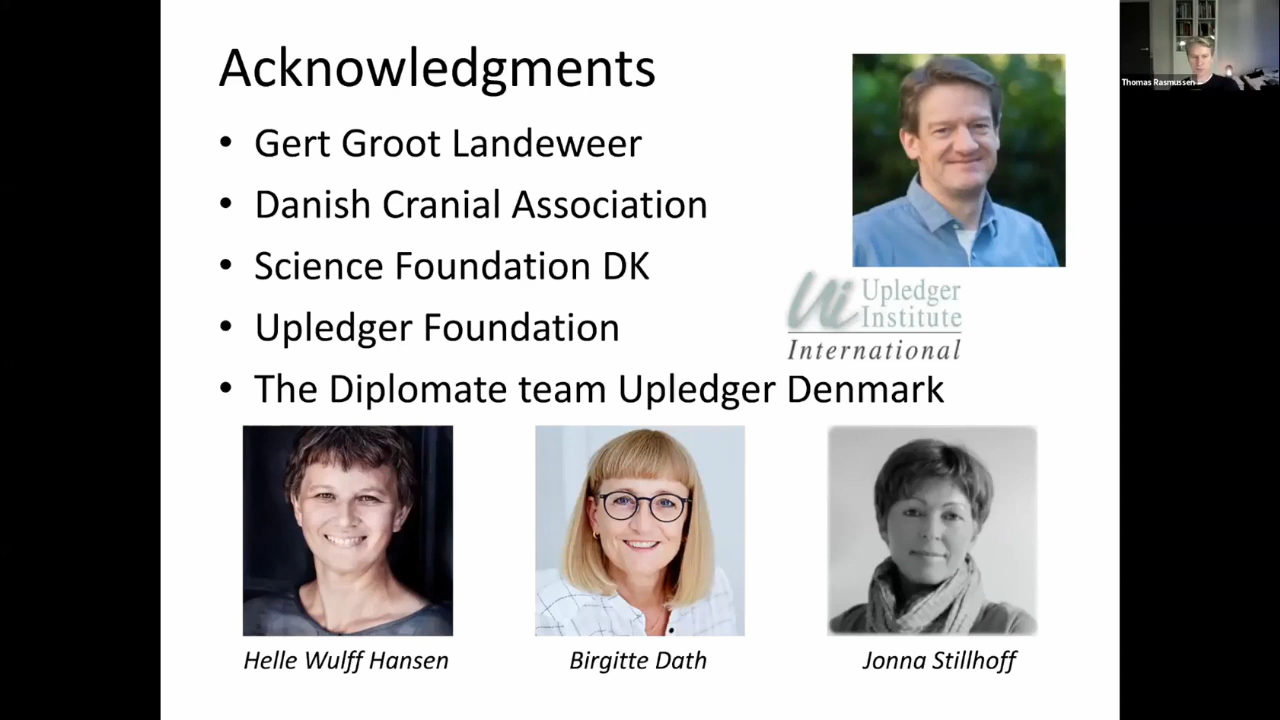 Acknowledgments
Thomas Rasmussen
• Gert Groot Landeweer
• Danish Cranial Association
• Science Foundation DK
• Upledger Foundation
Ui Upledger
Institute
International
• The Diplomate team Upledger Denmark
Helle Wulff Hansen
Birgitte Dath
Jonna Stillhoff